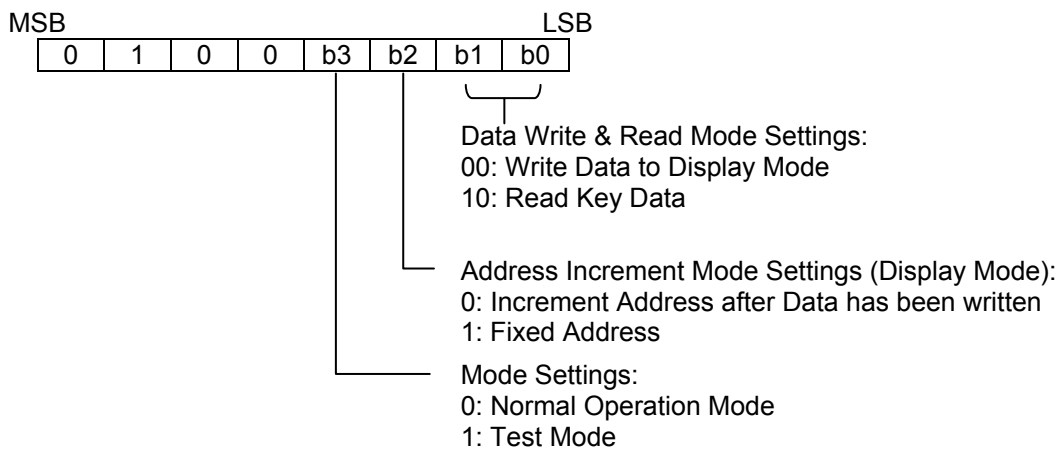 MSB LSB
0 1 0 0 b3 b2 b1 b0
Data Write & Read Mode Settings:
00: Write Data to Display Mode
10: Read Key Data
Address Increment Mode Settings (Display Mode):
0: Increment Address after Data has been written
1: Fixed Address
Mode Settings:
0: Normal Operation Mode
1: Test Mode